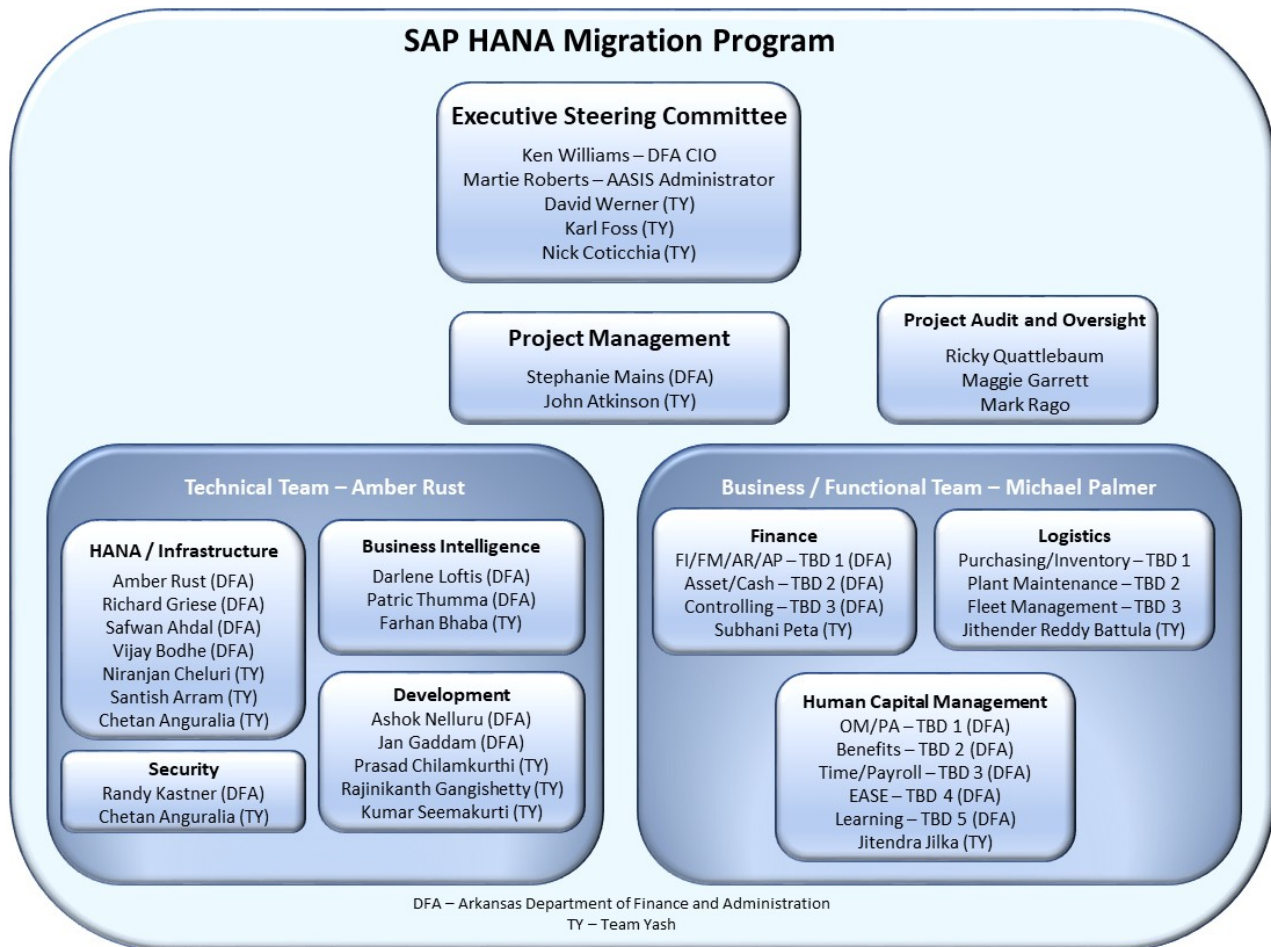 SAP HANA Migration Program
Executive Steering Committee
Ken Williams – DFA CIO
Martie Roberts – AASIS Administrator
David Werner (TY)
Karl Foss (TY)
Nick Coticchia (TY)
Project Management
Stephanie Mains (DFA)
John Atkinson (TY)
Project Audit and Oversight
Ricky Quattlebaum
Maggie Garrett
Mark Rago
Technical Team – Amber Rust
HANA / Infrastructure
Amber Rust (DFA)
Richard Griese (DFA)
Safwan Ahdal (DFA)
Vijay Bodhe (DFA)
Niranjan Cheluri (TY)
Santish Arram (TY)
Chetan Anguralia (TY)
Security
Randy Kastner (DFA)
Chetan Anguralia (TY)
Business Intelligence
Darlene Loftis (DFA)
Patric Thumma (DFA)
Farhan Bhaba (TY)
Development
Ashok Nelluru (DFA)
Jan Gaddam (DFA)
Prasad Chilamkurthi (TY)
Rajinikanth Gangishetty (TY)
Kumar Seemakurti (TY)
Business / Functional Team – Michael Palmer
Finance
FI/FM/AR/AP – TBD 1 (DFA)
Asset/Cash – TBD 2 (DFA)
Controlling – TBD 3 (DFA)
Subhani Peta (TY)
Logistics
Purchasing/Inventory – TBD 1
Plant Maintenance – TBD 2
Fleet Management – TBD 3
Jithender Reddy Battula (TY)
Human Capital Management
OM/PA – TBD 1 (DFA)
Benefits – TBD 2 (DFA)
Time/Payroll – TBD 3 (DFA)
EASE – TBD 4 (DFA)
Learning – TBD 5 (DFA)
Jitendra Jilka (TY)
DFA – Arkansas Department of Finance and Administration
TY – Team Yash